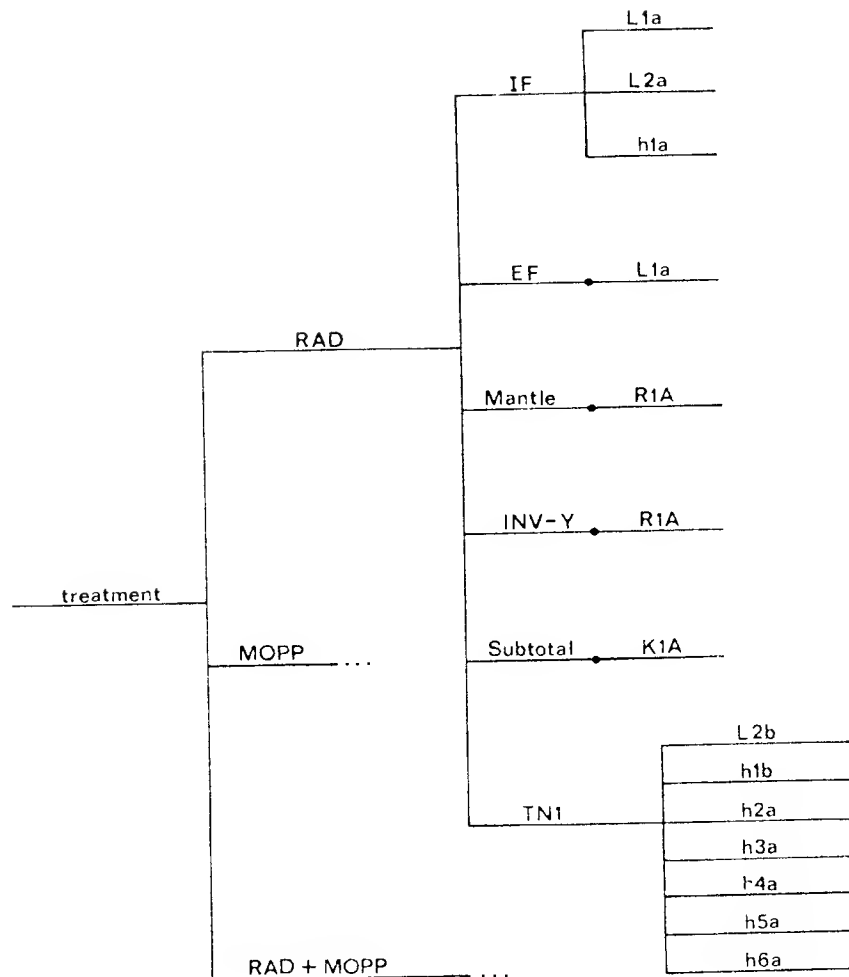 L1a
IF
L2a
h1a
EF
L1a
RAD
Mantle
R1A
INV-Y
R1A
treatment
MOPP
...
Subtotal
K1A
L2b
h1b
TN1
h2a
h3a
h4a
h5a
RAD + MOPP
...
h6a